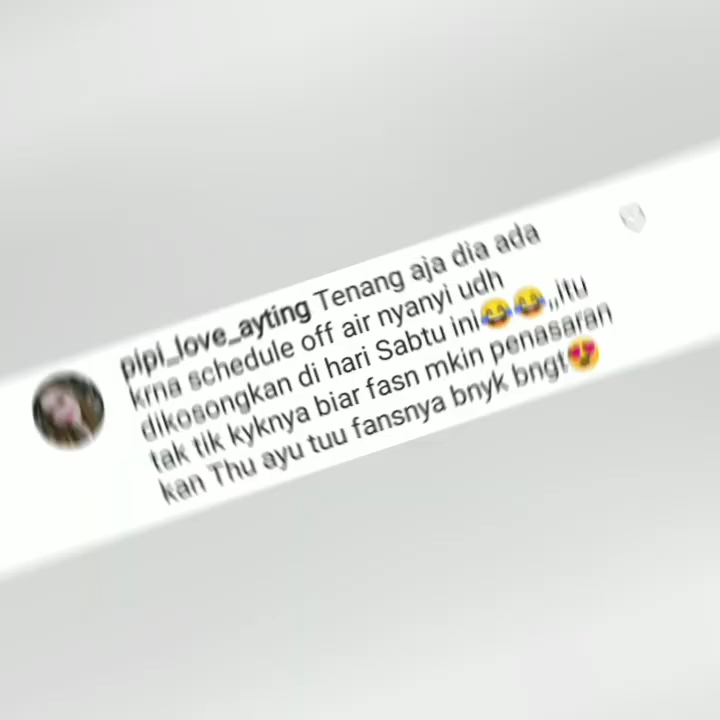 pipi_love_ayting Tenang aja dia ada
krna schedule off air nyanyi udh
dikosongkan di hari Sabtu ini😂😂,,itu
tak tik kyknya biar fasn mkin penasaran
kan Thu ayu tuu fansnya bnyk bngt😍